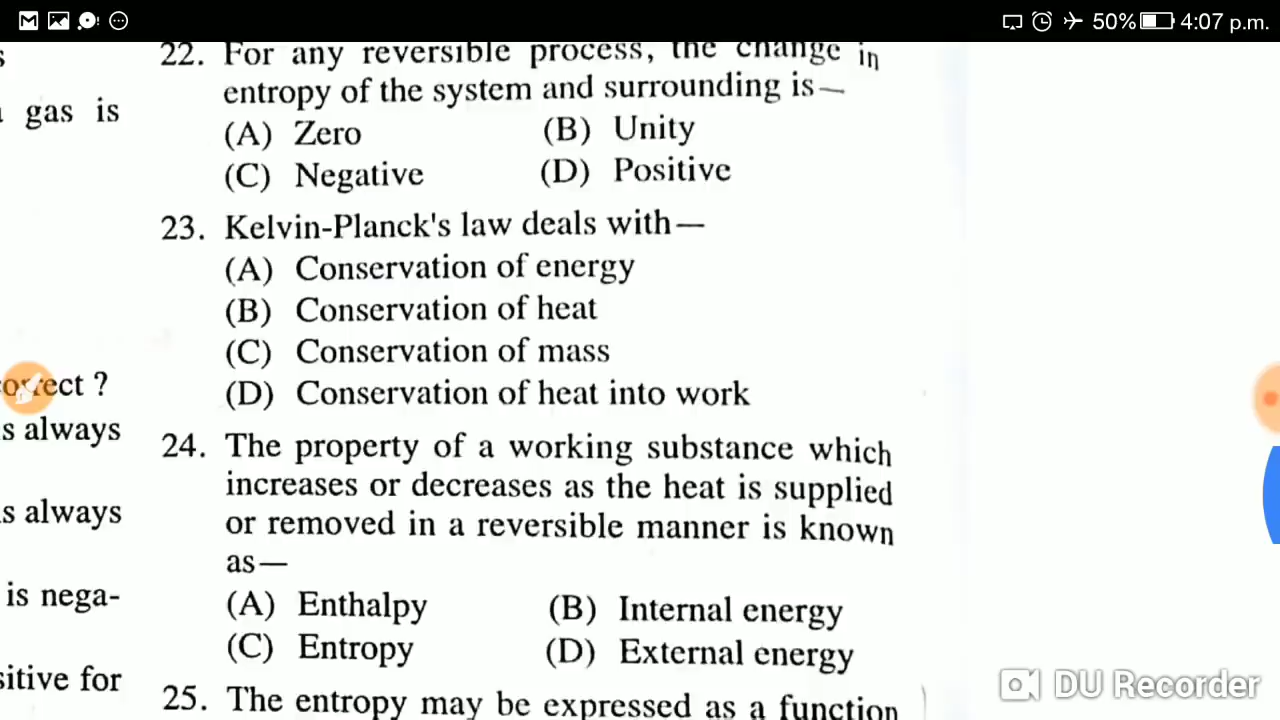 50% 4:07 p.m.
s
gas is
orrect ?
s always
s always
is nega-
sitive for
22. For any reversible process, the change in
entropy of the system and surrounding is—
(A) Zero (B) Unity
(C) Negative (D) Positive
23. Kelvin-Planck's law deals with—
(A) Conservation of energy
(B) Conservation of heat
(C) Conservation of mass
(D) Conservation of heat into work
24. The property of a working substance which
increases or decreases as the heat is supplied
or removed in a reversible manner is known
as—
(A) Enthalpy (B) Internal energy
(C) Entropy (D) External energy
25. The entropy may be expressed as a function
DU Recorder